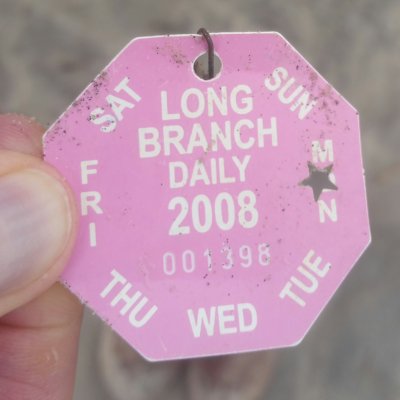 LONG
BRANCH
DAILY
2008
001398
SUN
M N
TUE
WED
THU
FRI
SAT